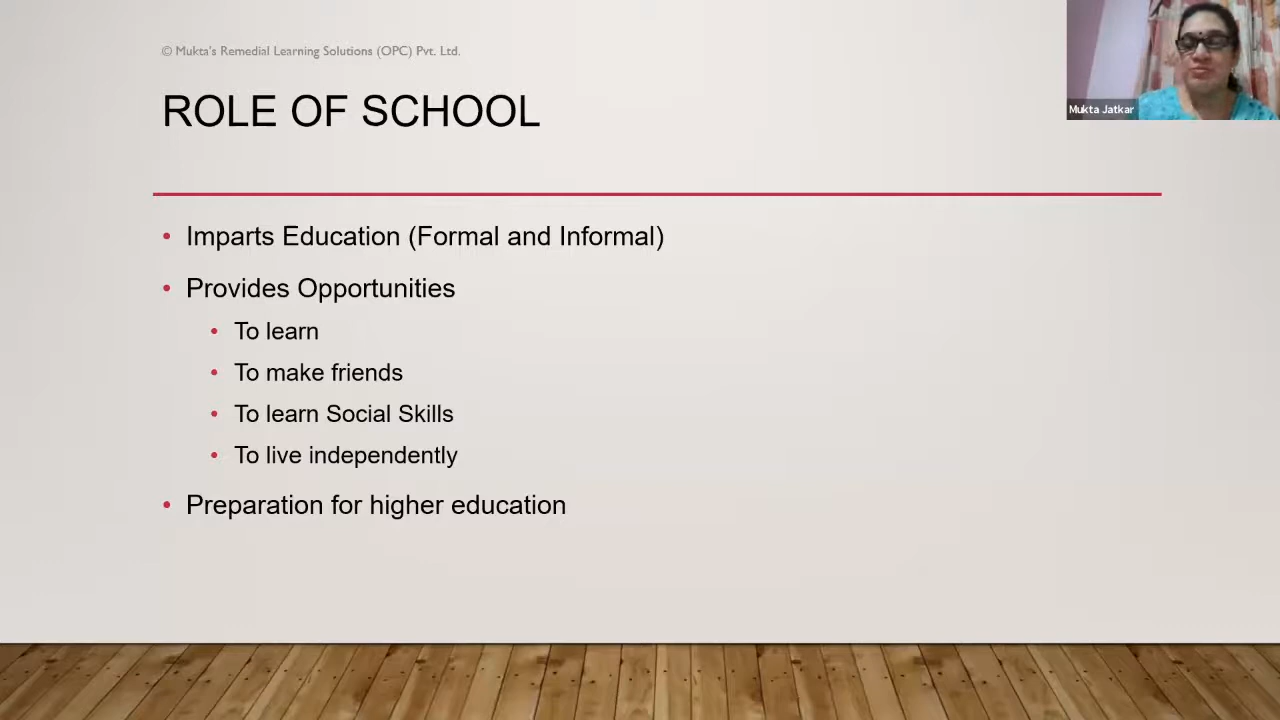 © Mukta's Remedial Learning Solutions (OPC) Pvt. Ltd.
ROLE OF SCHOOL
Mukta Jatkar
• Imparts Education (Formal and Informal)
• Provides Opportunities
• To learn
• To make friends
• To learn Social Skills
• To live independently
• Preparation for higher education